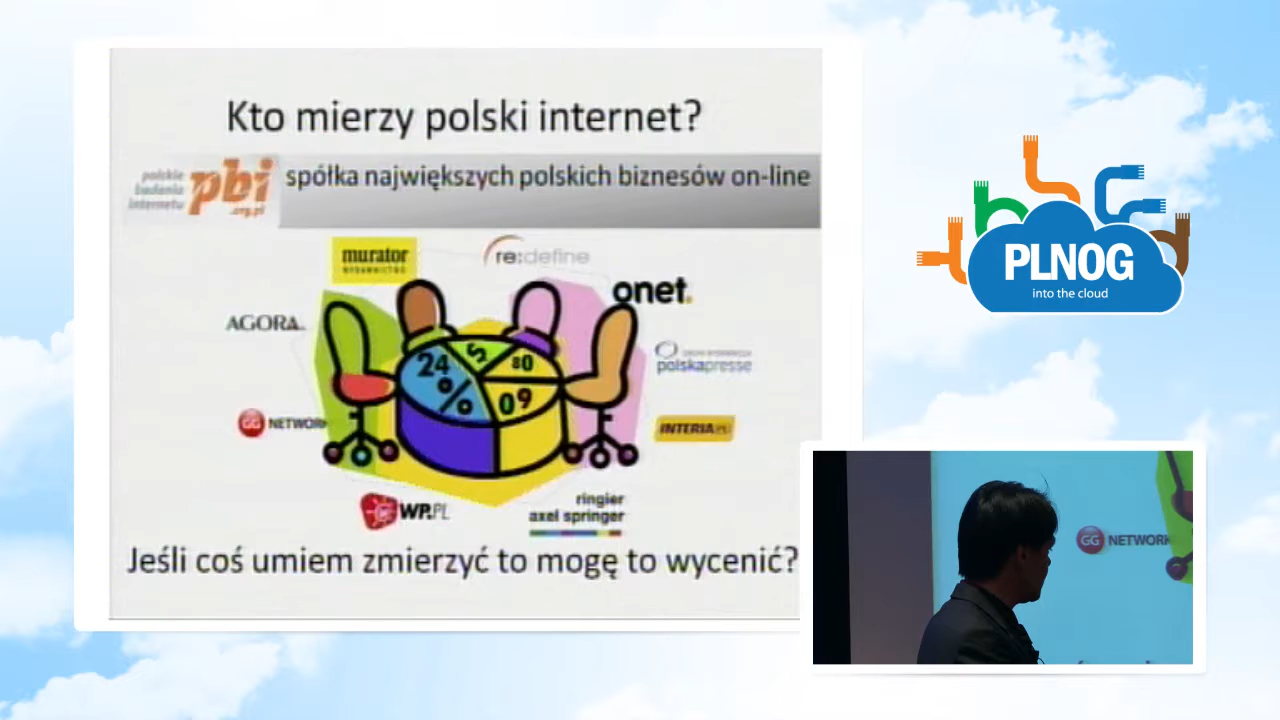 Kto mierzy polski internet?
polskie
badania
internetu
pbi
.org.pl
spółka największych polskich biznesów on-line
murator
WYDAWNICTWO
re:define
onet.
AGORA
polskapresse
24
%
5
80
09
GG NETWORK
INTERIA.PL
WP.PL
ringier
axel springer
Jeśli coś umiem zmierzyć to mogę to wycenić?
PLNOG
into the cloud
GG NETWORK